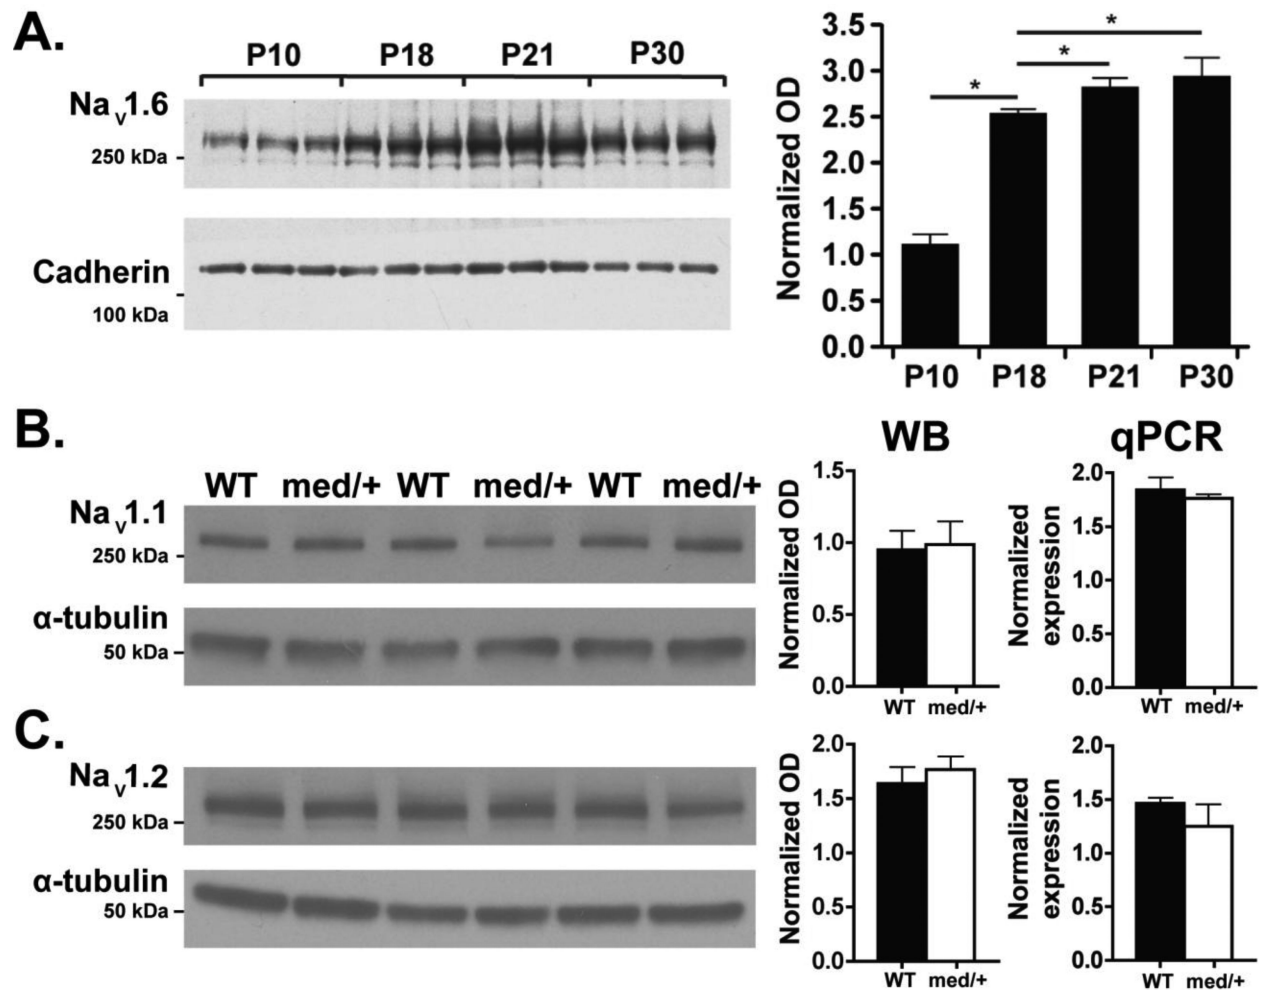 A.
P10 P18 P21 P30
NaV1.6
250 kDa
Cadherin
100 kDa
Normalized OD
3.5
3.0
2.5
2.0
1.5
1.0
0.5
0.0
*
*
*
P10 P18 P21 P30
B.
WT med/+ WT med/+ WT med/+
NaV1.1
250 kDa
α-tubulin
50 kDa
WB
Normalized OD
1.5
1.0
0.5
0.0
WT med/+
qPCR
Normalized
expression
2.0
1.5
1.0
0.5
0.0
WT med/+
C.
NaV1.2
250 kDa
α-tubulin
50 kDa
Normalized OD
2.0
1.5
1.0
0.5
0.0
WT med/+
Normalized
expression
2.0
1.5
1.0
0.5
0.0
WT med/+